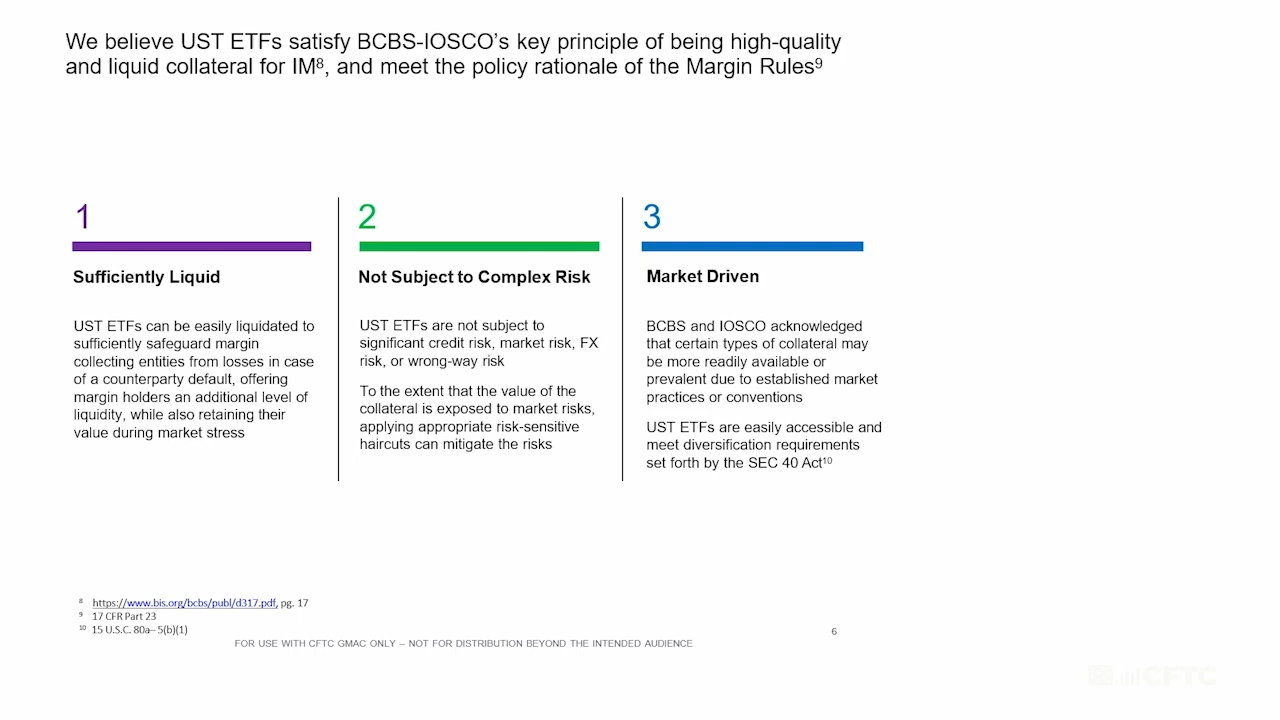 We believe UST ETFs satisfy BCBS-IOSCO’s key principle of being high-quality
and liquid collateral for IM⁸, and meet the policy rationale of the Margin Rules⁹
1
Sufficiently Liquid
UST ETFs can be easily liquidated to
sufficiently safeguard margin
collecting entities from losses in case
of a counterparty default, offering
margin holders an additional level of
liquidity, while also retaining their
value during market stress
2
Not Subject to Complex Risk
UST ETFs are not subject to
significant credit risk, market risk, FX
risk, or wrong-way risk
To the extent that the value of the
collateral is exposed to market risks,
applying appropriate risk-sensitive
haircuts can mitigate the risks
3
Market Driven
BCBS and IOSCO acknowledged
that certain types of collateral may
be more readily available or
prevalent due to established market
practices or conventions
UST ETFs are easily accessible and
meet diversification requirements
set forth by the SEC 40 Act¹⁰
⁸ https://www.bis.org/bcbs/publ/d317.pdf, pg. 17
⁹ 17 CFR Part 23
¹⁰ 15 U.S.C. 80a– 5(b)(1)
FOR USE WITH CFTC GMAC ONLY – NOT FOR DISTRIBUTION BEYOND THE INTENDED AUDIENCE
6
CFTC